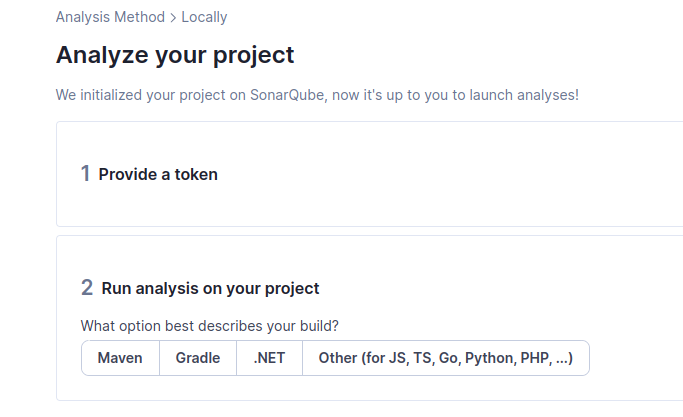 Analysis Method > Locally
Analyze your project
We initialized your project on SonarQube, now it's up to you to launch analyses!
1 Provide a token
2 Run analysis on your project
What option best describes your build?
Maven Gradle .NET Other (for JS, TS, Go, Python, PHP, ...)